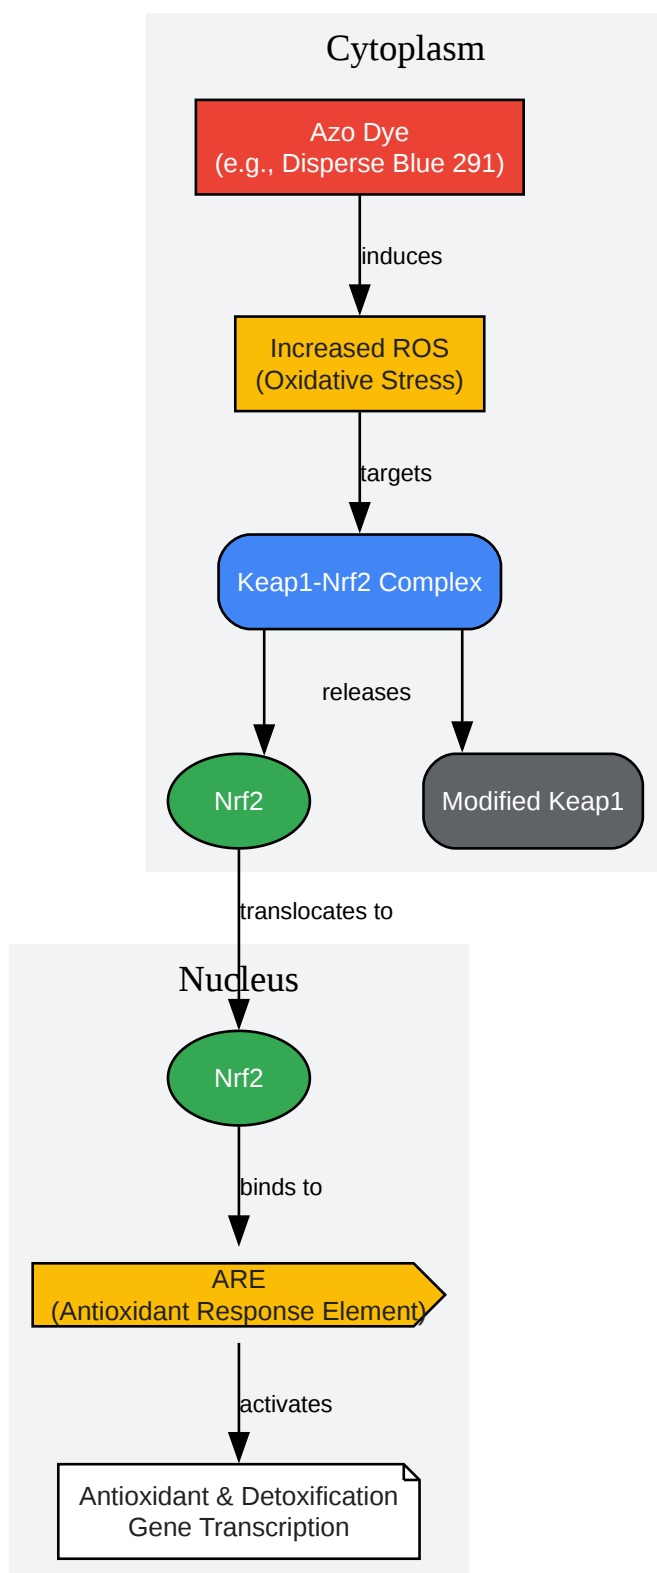 Cytoplasm
Azo Dye
(e.g., Disperse Blue 291)
induces
Increased ROS
(Oxidative Stress)
targets
Keap1-Nrf2 Complex
releases
Nrf2
Modified Keap1
translocates to
Nucleus
Nrf2
binds to
ARE
(Antioxidant Response Element)
activates
Antioxidant & Detoxification
Gene Transcription